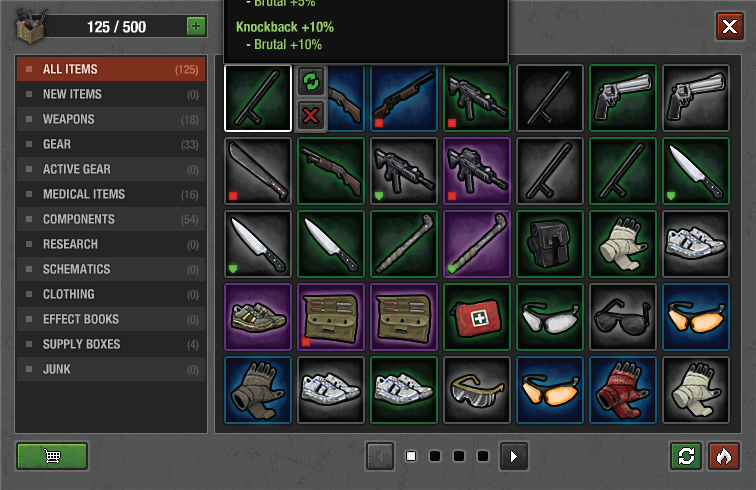 - Brutal +5%
Knockback +10%
- Brutal +10%
125 / 500
ALL ITEMS (125)
NEW ITEMS (0)
WEAPONS (18)
GEAR (33)
ACTIVE GEAR (0)
MEDICAL ITEMS (16)
COMPONENTS (54)
RESEARCH (0)
SCHEMATICS (0)
CLOTHING (0)
EFFECT BOOKS (0)
SUPPLY BOXES (4)
JUNK (0)